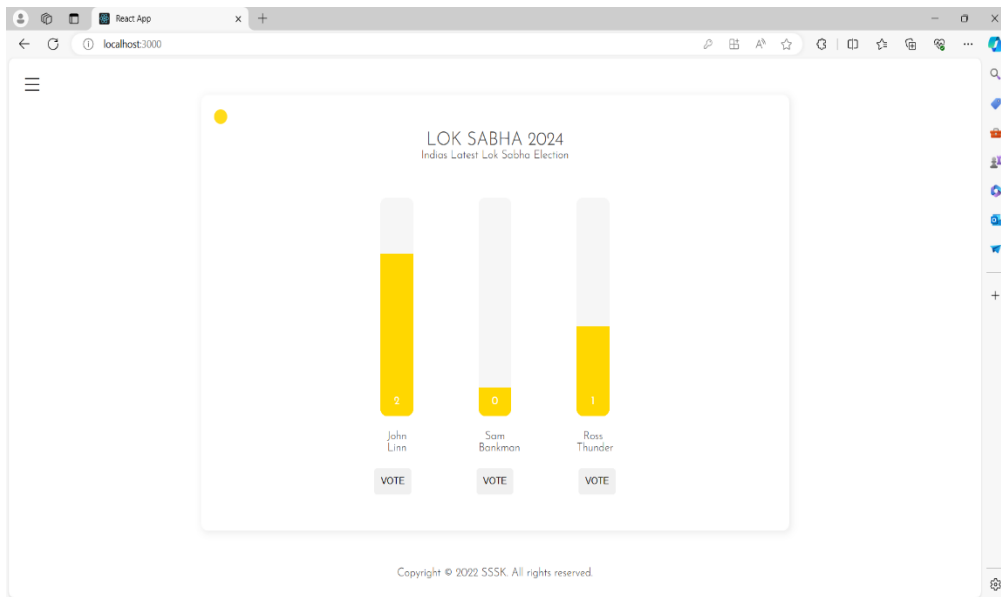 React App
localhost:3000
LOK SABHA 2024
Indias Latest Lok Sabha Election
2
0
1
John
Linn
Sam
Bankman
Ross
Thunder
VOTE
VOTE
VOTE
Copyright © 2022 SSSK. All rights reserved.